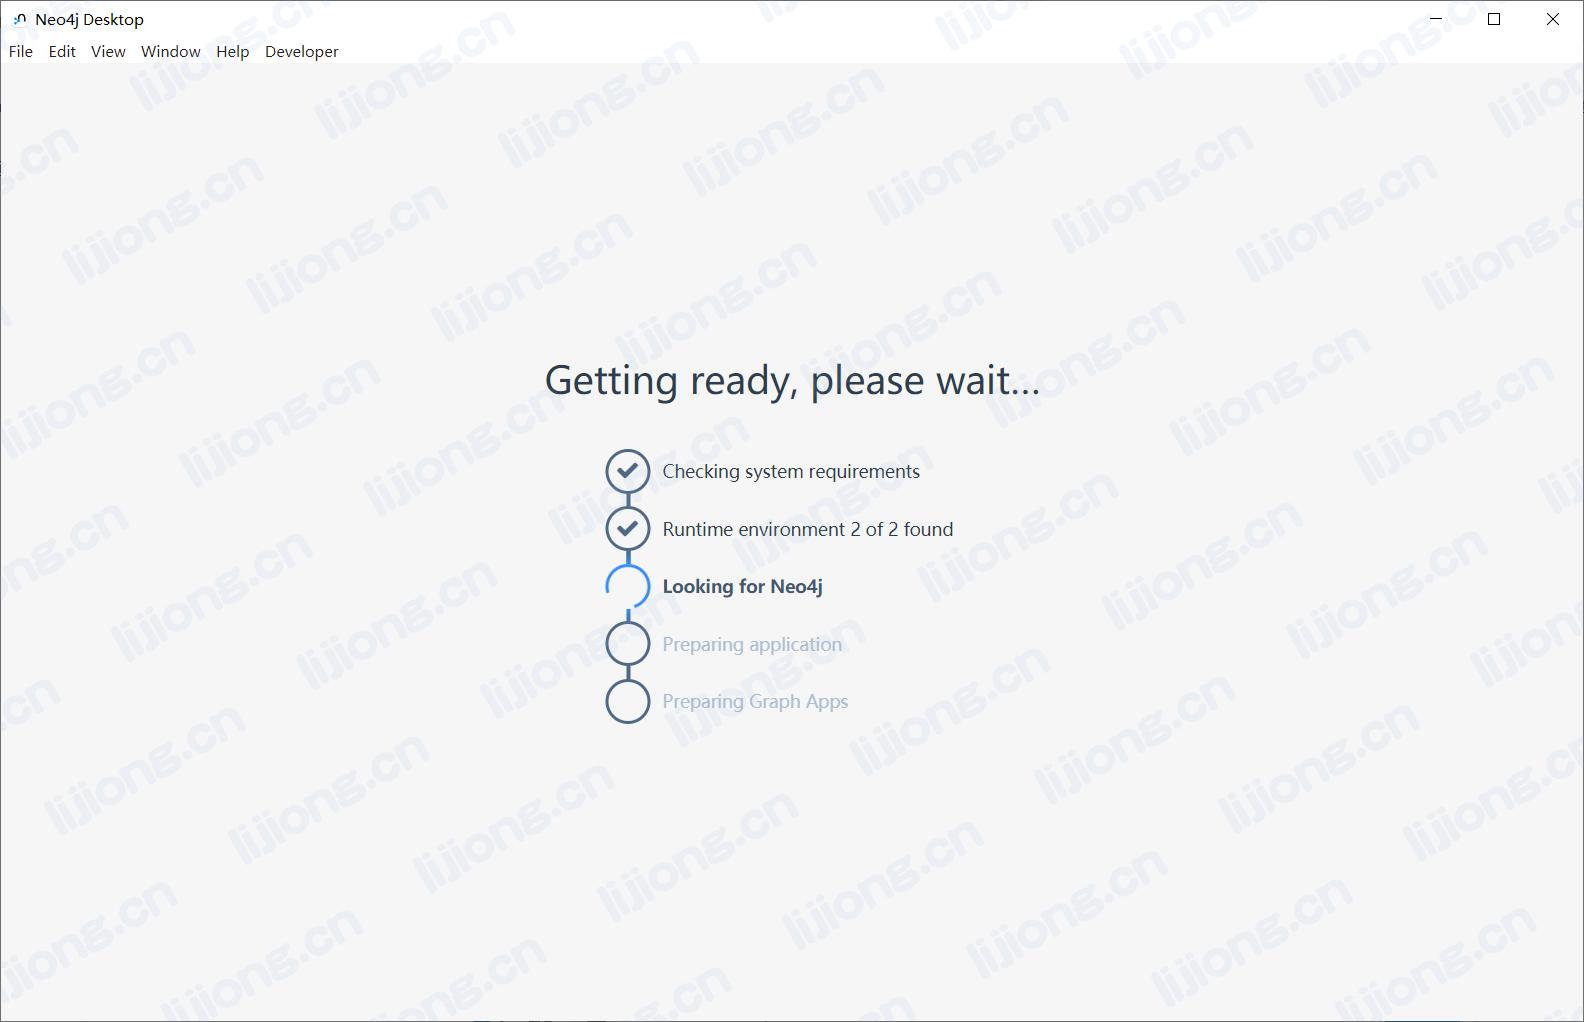 Neo4j Desktop
File Edit View Window Help Developer
Getting ready, please wait...
Checking system requirements
Runtime environment 2 of 2 found
Looking for Neo4j
Preparing application
Preparing Graph Apps
lijiong.cn